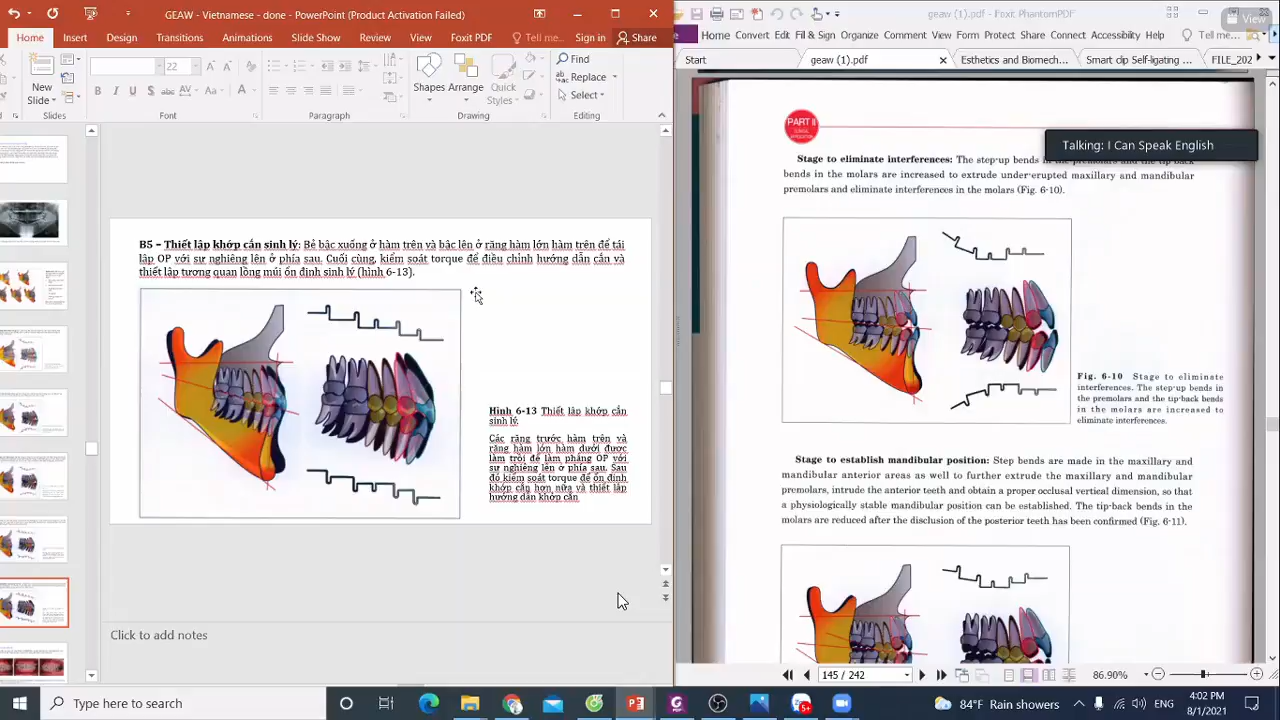 GEAW - Vietnamese - done - PowerPoint (Product Activation Failed)
Home Insert Design Transitions Animations Slide Show Review View Foxit PDF Tell me... Sign in Share
New
Slide
22
B I U S abc AV Aa A
Shapes Arrange Quick
Styles
Find
Replace
Select
Slides Font Paragraph Drawing Editing
B5 – Thiết lập khớp cắn sinh lý: Bẻ bậc xuống ở hàm trên và bậc lên ở răng hàm lớn hàm trên để tái
lập OP với sự nghiêng lên ở phía sau. Cuối cùng, kiểm soát torque để điều chỉnh hướng dẫn cắn và
thiết lập tương quan lồng múi ổn định sinh lý (hình 6-13).
Hình 6-13 Thiết lập khớp cắn
sinh lý.
Các răng trước hàm trên và
răng hàm lớn hàm dưới được
làm trồi để làm phẳng OP với
sự nghiêng lên ở phía sau. Sau
đó kiểm soát torque để ổn định
khớp cắn hơn nữa và thiết lập
hướng dẫn khớp cắn
Click to add notes
geaw (1).pdf - Foxit PhantomPDF
View
Home Convert Edit Organize Comment View Form Protect Share Connect Accessibility Help Tell me...
Start geaw (1).pdf Esthetics and Biomech... Smart clip Self-ligating ... FILE_202
PART II
CLINICAL
APPLICATION
Talking: I Can Speak English
Stage to eliminate interferences: The step-up bends in the premolars and the tip-back
bends in the molars are increased to extrude under-erupted maxillary and mandibular
premolars and eliminate interferences in the molars (Fig. 6-10).
Fig. 6-10 Stage to eliminate
interferences. The step-up bends in
the premolars and the tip-back bends
in the molars are increased to
eliminate interferences.
Stage to establish mandibular position: Step bends are made in the maxillary and
mandibular anterior areas as well to further extrude the maxillary and mandibular
premolars, intrude the anterior teeth and obtain a proper occlusal vertical dimension, so that
a physiologically stable mandibular position can be established. The tip-back bends in the
molars are reduced after the disclusion of the posterior teeth has been confirmed (Fig. 6-11).
145 / 242
86.90%
Type here to search
5+
84°F Rain showers
ENG
4:02 PM
8/1/2021